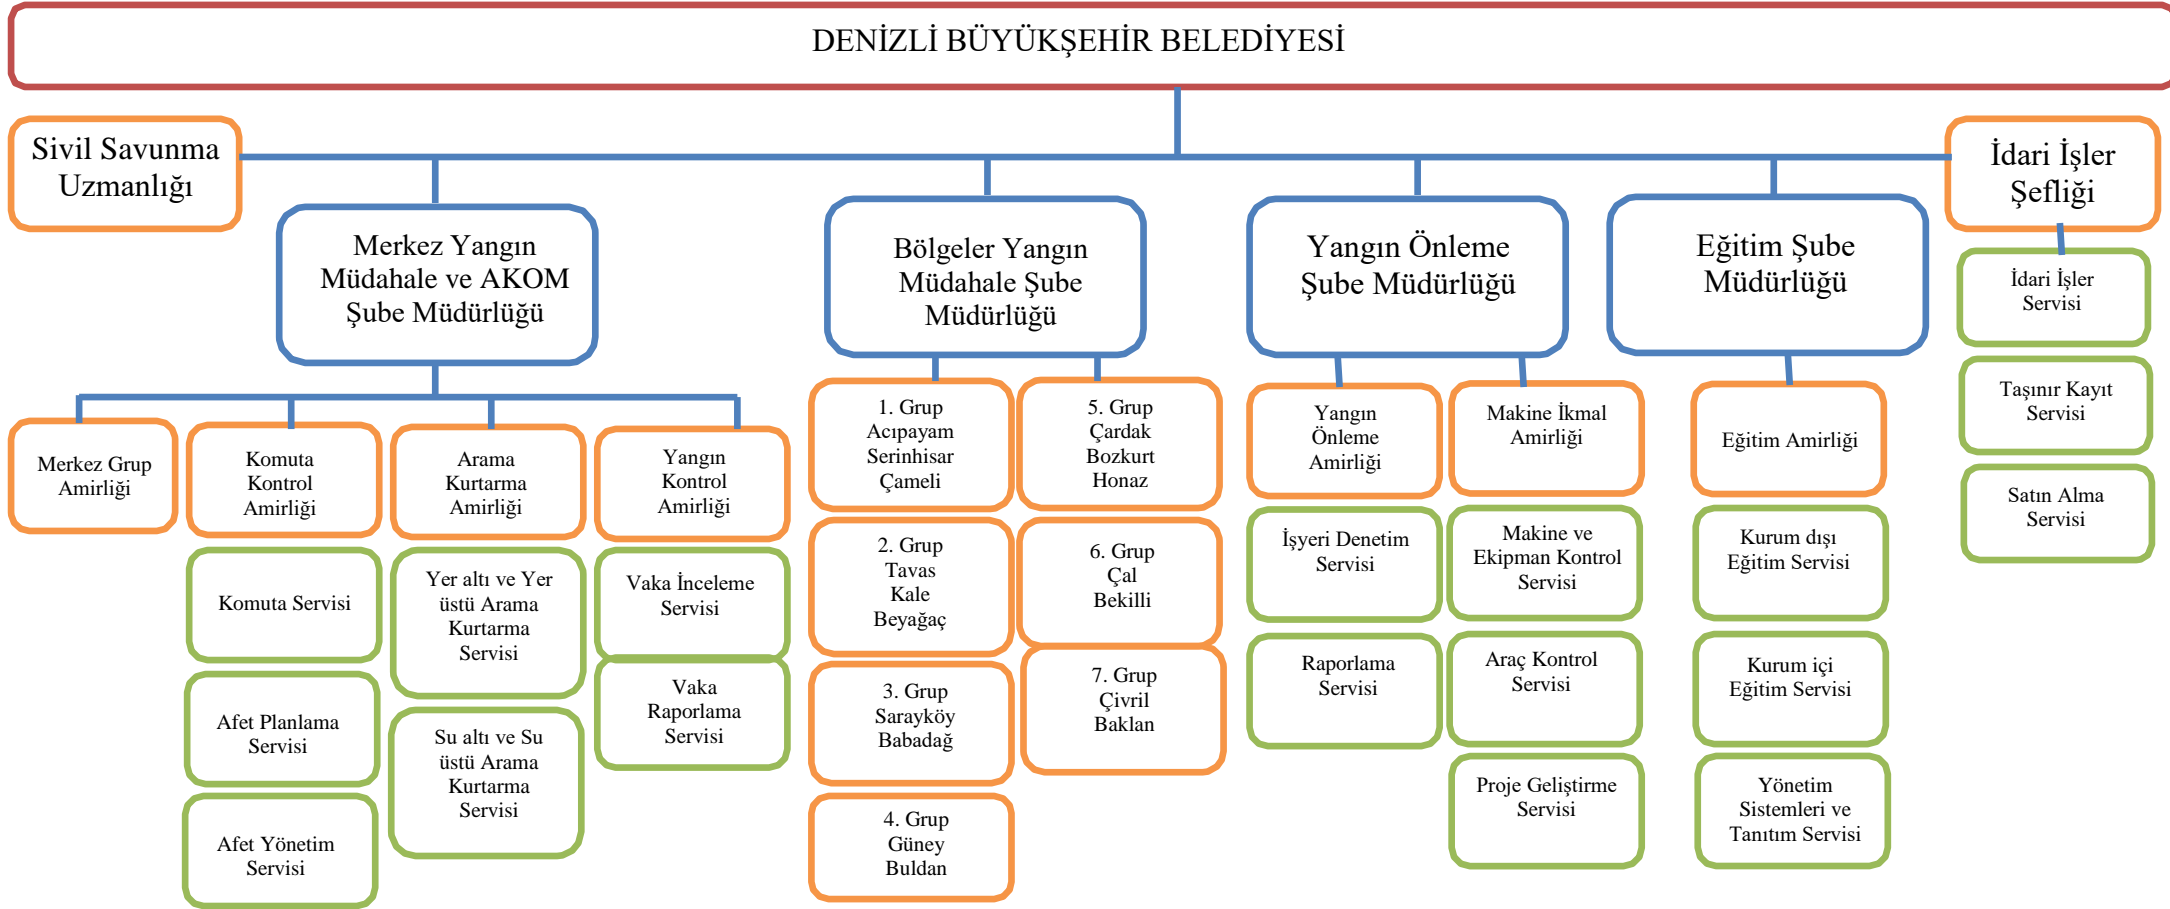 DENİZLİ BÜYÜKŞEHİR BELEDİYESİ
Sivil Savunma
Uzmanlığı
İdari İşler
Şefliği
Merkez Yangın
Müdahale ve AKOM
Şube Müdürlüğü
Bölgeler Yangın
Müdahale Şube
Müdürlüğü
Yangın Önleme
Şube Müdürlüğü
Eğitim Şube
Müdürlüğü
İdari İşler
Servisi
Taşınır Kayıt
Servisi
Satın Alma
Servisi
Merkez Grup
Amirliği
Komuta
Kontrol
Amirliği
Komuta Servisi
Afet Planlama
Servisi
Afet Yönetim
Servisi
Arama
Kurtarma
Amirliği
Yer altı ve Yer
üstü Arama
Kurtarma
Servisi
Su altı ve Su
üstü Arama
Kurtarma
Servisi
Yangın
Kontrol
Amirliği
Vaka İnceleme
Servisi
Vaka
Raporlama
Servisi
1. Grup
Acıpayam
Serinhisar
Çameli
2. Grup
Tavas
Kale
Beyağaç
3. Grup
Sarayköy
Babadağ
4. Grup
Güney
Buldan
5. Grup
Çardak
Bozkurt
Honaz
6. Grup
Çal
Bekilli
7. Grup
Çivril
Baklan
Yangın
Önleme
Amirliği
İşyeri Denetim
Servisi
Raporlama
Servisi
Makine İkmal
Amirliği
Makine ve
Ekipman Kontrol
Servisi
Araç Kontrol
Servisi
Proje Geliştirme
Servisi
Eğitim Amirliği
Kurum dışı
Eğitim Servisi
Kurum içi
Eğitim Servisi
Yönetim
Sistemleri ve
Tanıtım Servisi